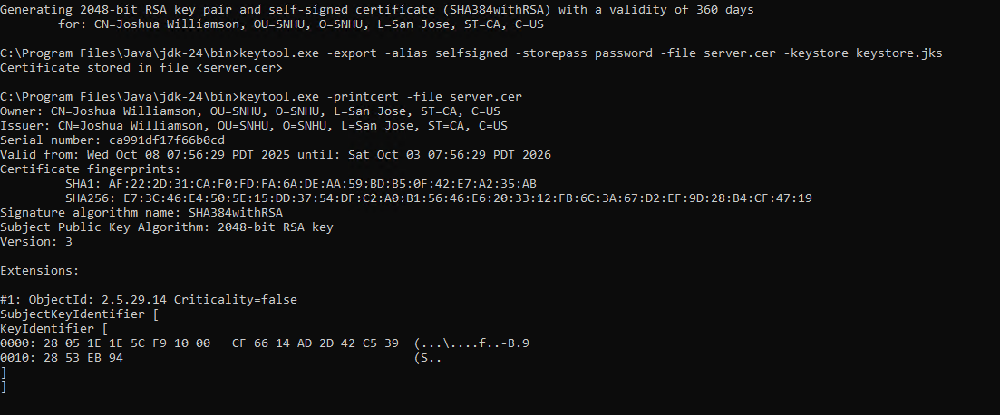 Generating 2048-bit RSA key pair and self-signed certificate (SHA384withRSA) with a validity of 360 days
        for: CN=Joshua Williamson, OU=SNHU, O=SNHU, L=San Jose, ST=CA, C=US
C:\Program Files\Java\jdk-24\bin>keytool.exe -export -alias selfsigned -storepass password -file server.cer -keystore keystore.jks
Certificate stored in file <server.cer>
C:\Program Files\Java\jdk-24\bin>keytool.exe -printcert -file server.cer
Owner: CN=Joshua Williamson, OU=SNHU, O=SNHU, L=San Jose, ST=CA, C=US
Issuer: CN=Joshua Williamson, OU=SNHU, O=SNHU, L=San Jose, ST=CA, C=US
Serial number: ca991df17f66b0cd
Valid from: Wed Oct 08 07:56:29 PDT 2025 until: Sat Oct 03 07:56:29 PDT 2026
Certificate fingerprints:
         SHA1: AF:22:2D:31:CA:F0:FD:FA:6A:DE:AA:59:BD:B5:0F:42:E7:A2:35:AB
         SHA256: E7:3C:46:E4:50:5E:15:DD:37:54:DF:C2:A0:B1:56:46:E6:20:33:12:FB:6C:3A:67:D2:EF:9D:28:B4:CF:47:19
Signature algorithm name: SHA384withRSA
Subject Public Key Algorithm: 2048-bit RSA key
Version: 3
Extensions:
#1: ObjectId: 2.5.29.14 Criticality=false
SubjectKeyIdentifier [
KeyIdentifier [
0000: 28 05 1E 1E 5C F9 10 00   CF 66 14 AD 2D 42 C5 39  (...\....f..-B.9
0010: 28 53 EB 94                                        (S..
]
]